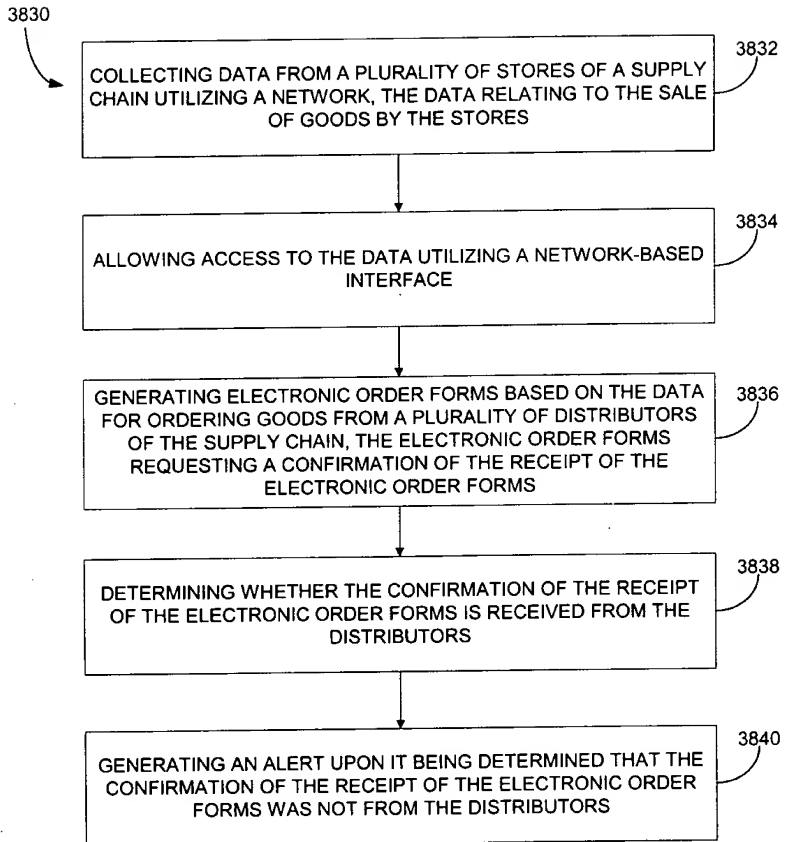 3830
3832
COLLECTING DATA FROM A PLURALITY OF STORES OF A SUPPLY
CHAIN UTILIZING A NETWORK, THE DATA RELATING TO THE SALE
OF GOODS BY THE STORES
3834
ALLOWING ACCESS TO THE DATA UTILIZING A NETWORK-BASED
INTERFACE
3836
GENERATING ELECTRONIC ORDER FORMS BASED ON THE DATA
FOR ORDERING GOODS FROM A PLURALITY OF DISTRIBUTORS
OF THE SUPPLY CHAIN, THE ELECTRONIC ORDER FORMS
REQUESTING A CONFIRMATION OF THE RECEIPT OF THE
ELECTRONIC ORDER FORMS
3838
DETERMINING WHETHER THE CONFIRMATION OF THE RECEIPT
OF THE ELECTRONIC ORDER FORMS IS RECEIVED FROM THE
DISTRIBUTORS
3840
GENERATING AN ALERT UPON IT BEING DETERMINED THAT THE
CONFIRMATION OF THE RECEIPT OF THE ELECTRONIC ORDER
FORMS WAS NOT FROM THE DISTRIBUTORS